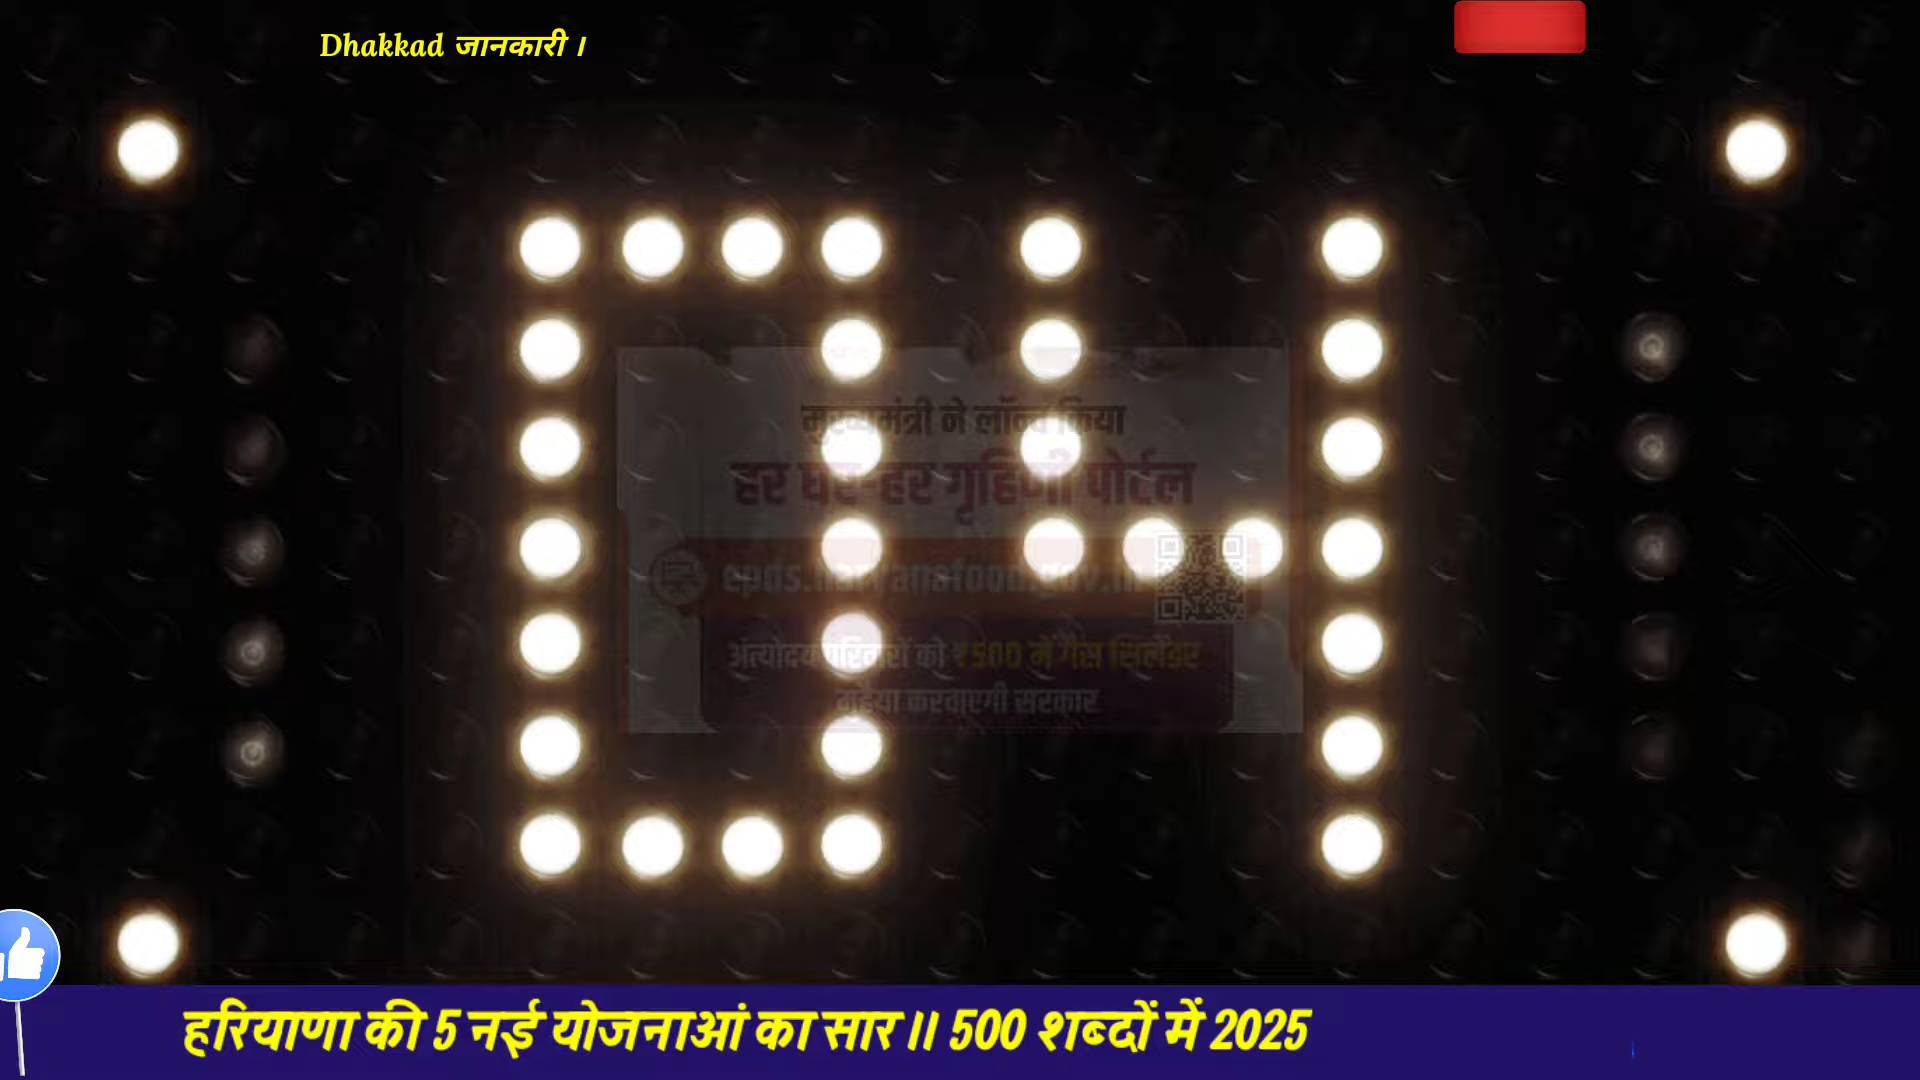 Dhakkad जानकारी ।
04
मुख्यमंत्री ने लॉन्च किया
हर घर-हर गृहिणी पोर्टल
epds.haryanafood.gov.in
अंत्योदय परिवारों को ₹500 में गैस सिलेंडर
मुहैया करवाएगी सरकार
हरियाणा की 5 नई योजनाआं का सार ॥ 500 शब्दों में 2025